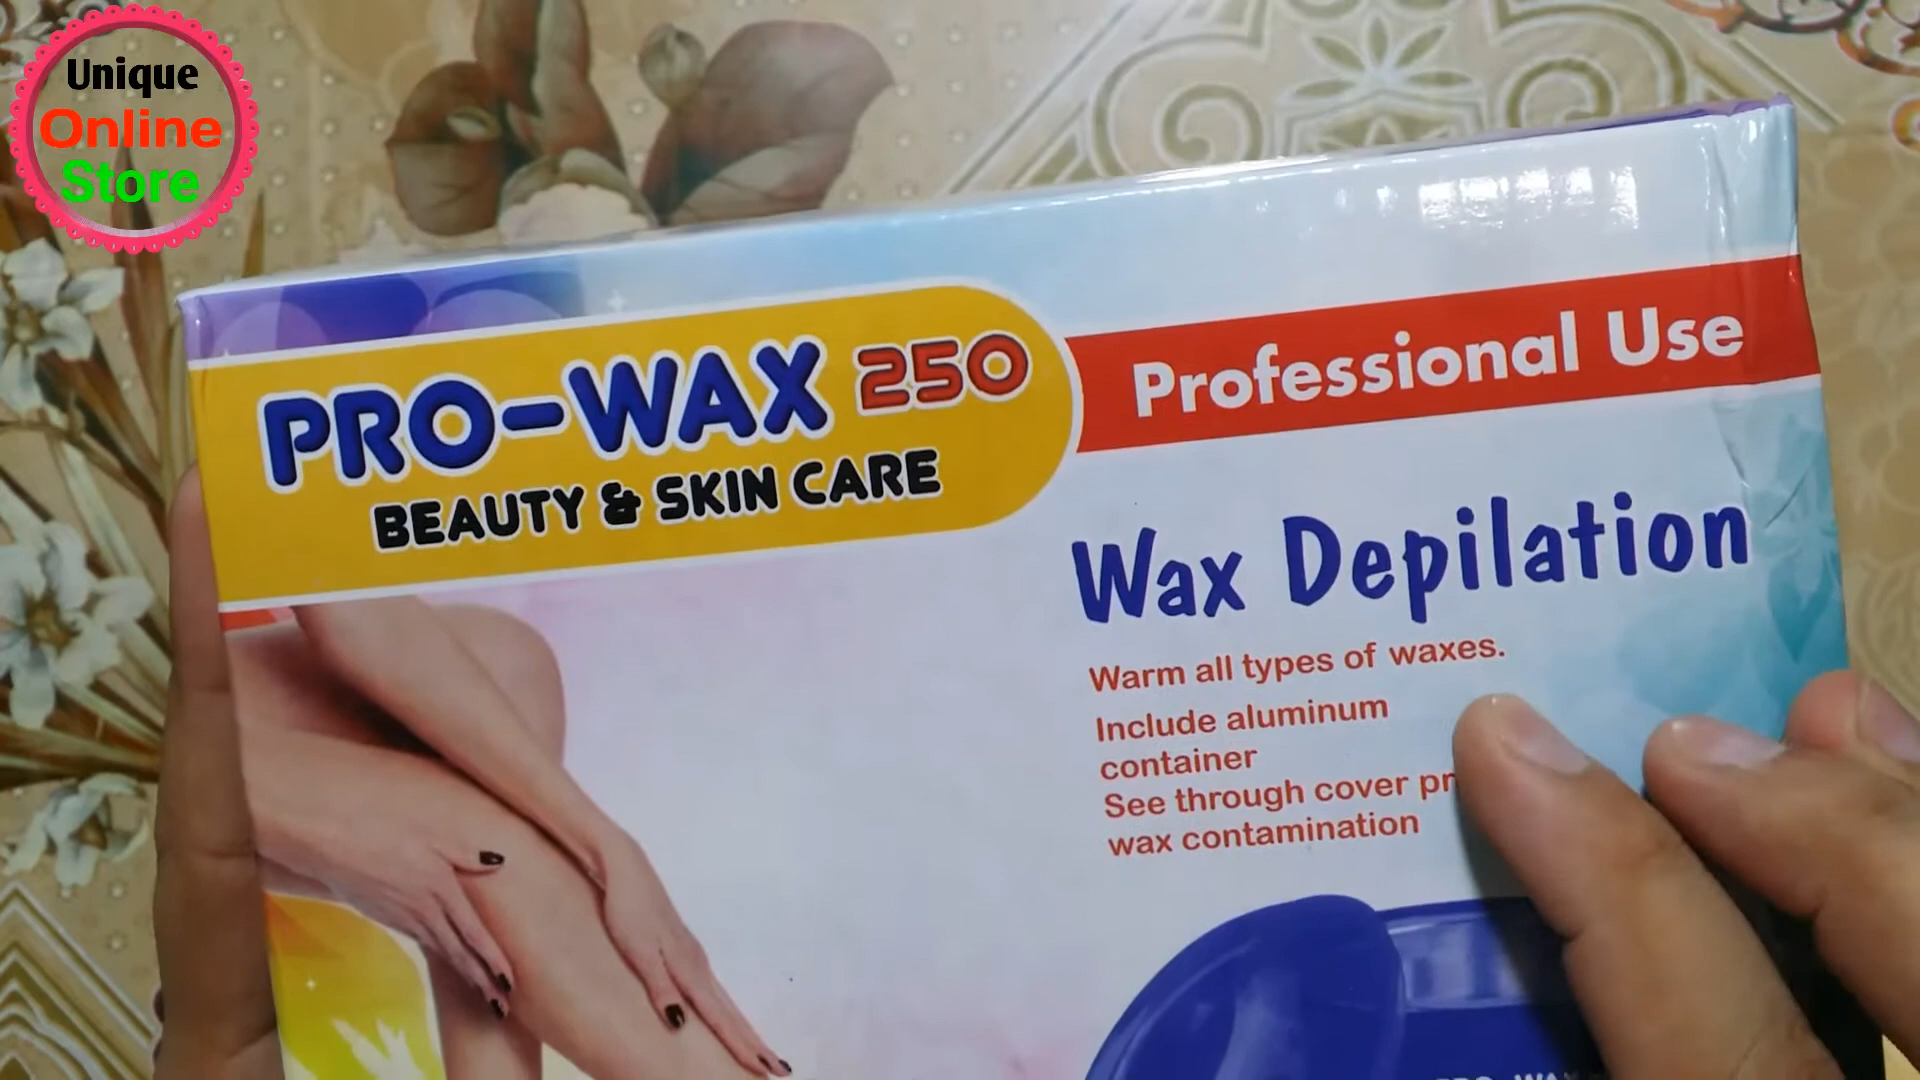 Unique
Online
Store
PRO-WAX 250
BEAUTY & SKIN CARE
Professional Use
Wax Depilation
Warm all types of waxes.
Include aluminum
container
See through cover
wax contamination